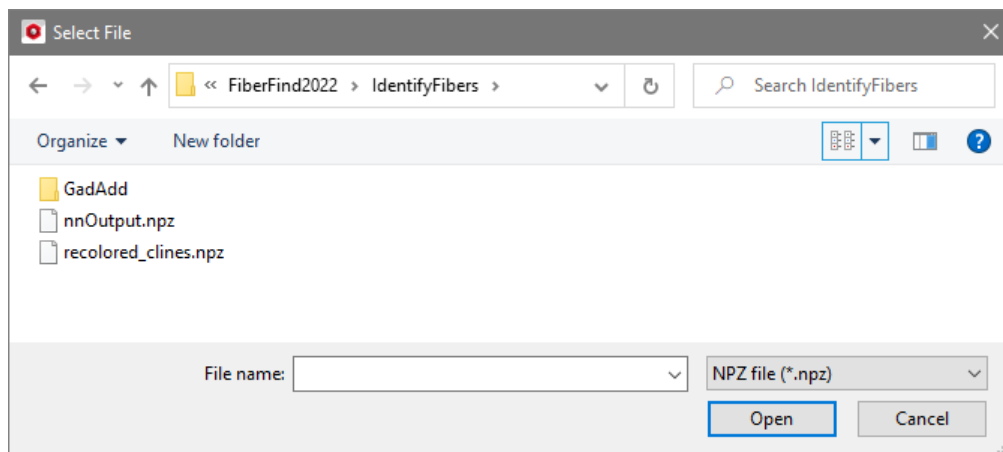 Select File
« FiberFind2022 > IdentifyFibers >
Search IdentifyFibers
Organize
New folder
?
GadAdd
nnOutput.npz
recolored_clines.npz
File name:
NPZ file (*.npz)
Open
Cancel